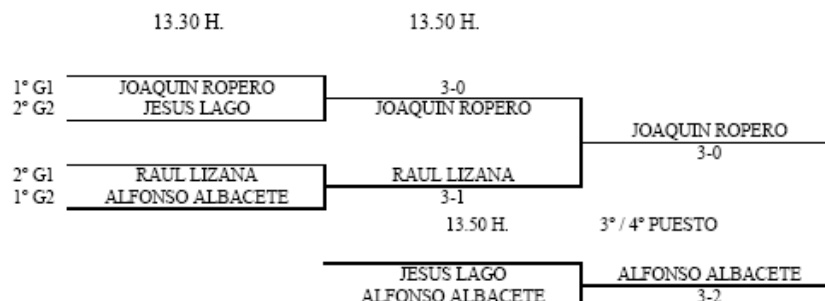 13.30 H. 13.50 H.
1º G1 JOAQUIN ROPERO 3-0
2º G2 JESUS LAGO JOAQUIN ROPERO
JOAQUIN ROPERO
3-0
2º G1 RAUL LIZANA RAUL LIZANA
1º G2 ALFONSO ALBACETE 3-1
13.50 H. 3º / 4º PUESTO
JESUS LAGO ALFONSO ALBACETE
ALFONSO ALBACETE 3-2